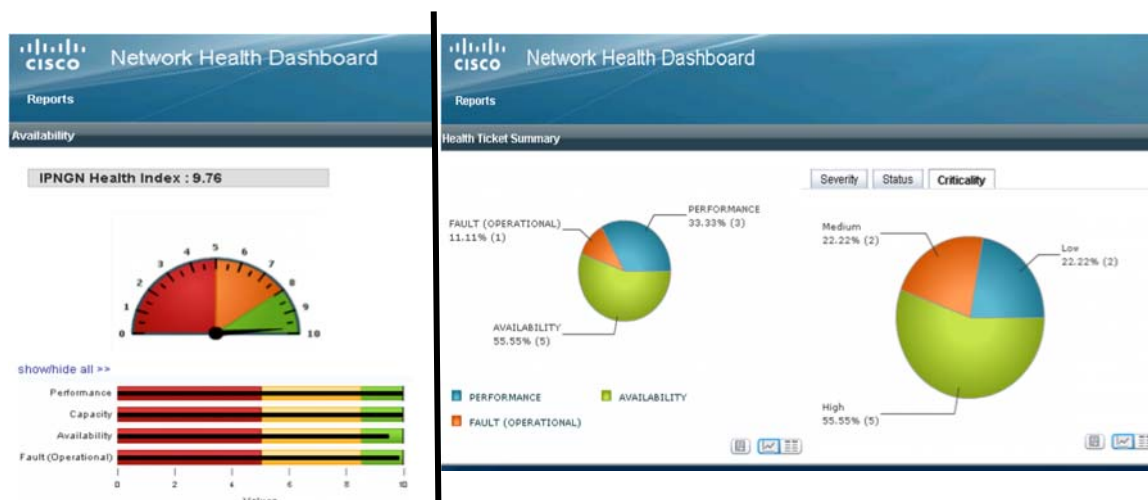 CISCO
Network Health Dashboard
Reports
Availability
IPNGN Health Index : 9.76
0
1
2
3
4
5
6
7
8
9
10
show/hide all >>
Performance
Capacity
Availability
Fault (Operational)
0
2
4
6
8
10
CISCO
Network Health Dashboard
Reports
Health Ticket Summary
FAULT (OPERATIONAL)
11.11% (1)
PERFORMANCE
33.33% (3)
AVAILABILITY
55.55% (5)
PERFORMANCE
AVAILABILITY
FAULT (OPERATIONAL)
Severity
Status
Criticality
Medium
22.22% (2)
Low
22.22% (2)
High
55.55% (5)